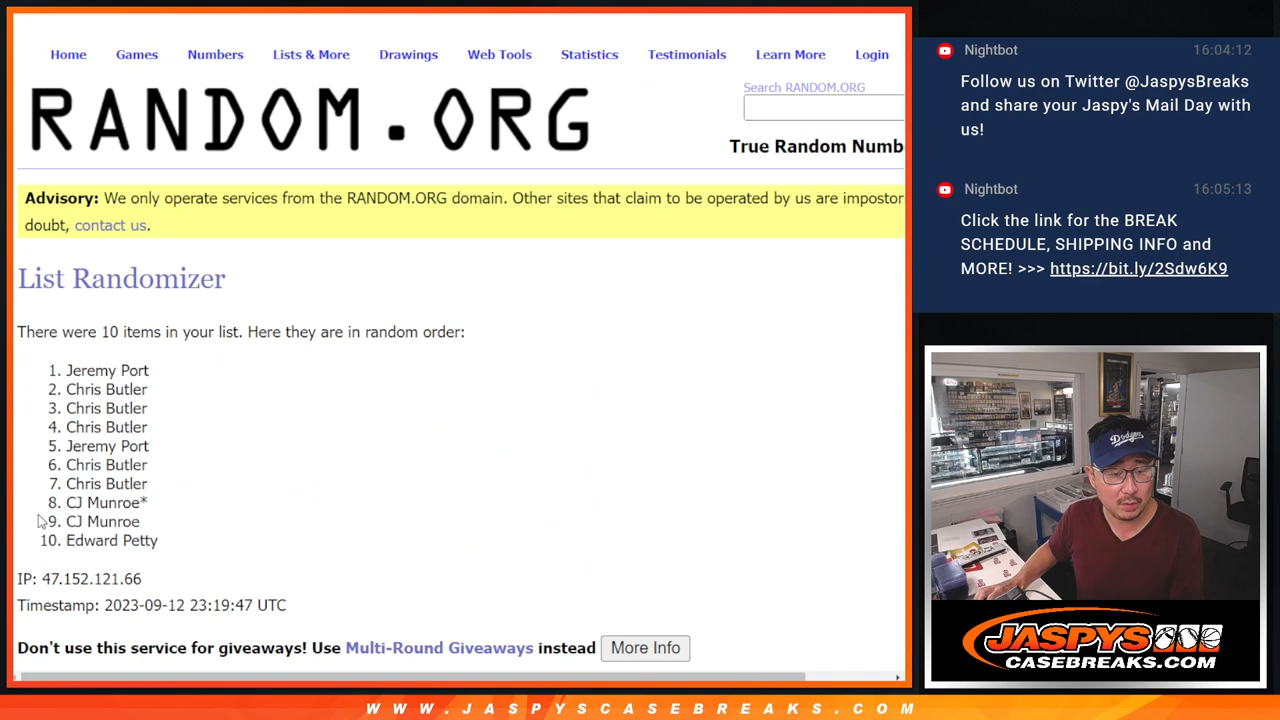 Home Games Numbers Lists & More Drawings Web Tools Statistics Testimonials Learn More Login
RANDOM.ORG
Search RANDOM.ORG
True Random Numb
Advisory: We only operate services from the RANDOM.ORG domain. Other sites that claim to be operated by us are impostor
doubt, contact us.
List Randomizer
There were 10 items in your list. Here they are in random order:
1. Jeremy Port
2. Chris Butler
3. Chris Butler
4. Chris Butler
5. Jeremy Port
6. Chris Butler
7. Chris Butler
8. CJ Munroe*
9. CJ Munroe
10. Edward Petty
IP: 47.152.121.66
Timestamp: 2023-09-12 23:19:47 UTC
Don't use this service for giveaways! Use Multi-Round Giveaways instead More Info
Nightbot 16:04:12
Follow us on Twitter @JaspysBreaks
and share your Jaspy's Mail Day with
us!
Nightbot 16:05:13
Click the link for the BREAK
SCHEDULE, SHIPPING INFO and
MORE! >>> https://bit.ly/2Sdw6K9
Dodgers
JASPYS
CASEBREAKS.COM
WWW.JASPYSCASEBREAKS.COM